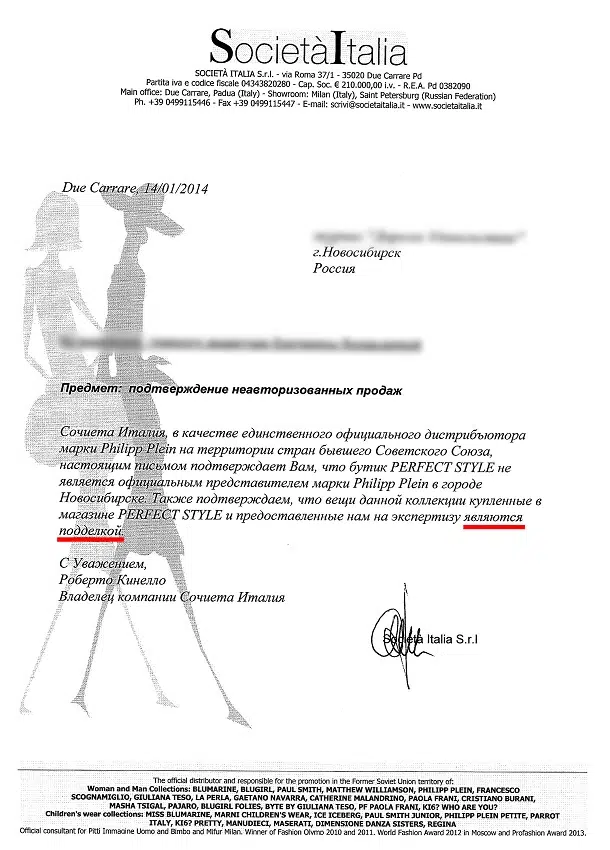 SocietàItalia
SOCIETÀ ITALIA S.r.l. - via Roma 37/1 - 35020 Due Carrare Pd
Partita iva e codice fiscale 04343820280 - Cap. Soc. € 210.000,00 i.v. - R.E.A. Pd 0382090
Main office: Due Carrare, Padua (Italy) - Showroom: Milan (Italy), Saint Petersburg (Russian Federation)
Ph. +39 0499115446 - Fax +39 0499115447 - E-mail: scrivi@societaitalia.it - www.societaitalia.it
Due Carrare, 14/01/2014
г.Новосибирск
Россия
Предмет: подтверждение неавторизованных продаж
Сочиета Италия, в качестве единственного официального дистрибъютора
марки Philipp Plein на территории стран бывшего Советского Союза,
настоящим письмом подтверждает Вам, что бутик PERFECT STYLE не
является официальным представителем марки Philipp Plein в городе
Новосибирске. Также подтверждаем, что вещи данной коллекции купленные в
магазине PERFECT STYLE и предоставленные нам на экспертизу являются
подделкой.
С Уважением,
Роберто Кинелло
Владелец компании Сочиета Италия
Società Italia S.r.l
The official distributor and responsible for the promotion in the Former Soviet Union territory of:
Woman and Man Collections: BLUMARINE, BLUGIRL, PAUL SMITH, MATTHEW WILLIAMSON, PHILIPP PLEIN, FRANCESCO
SCOGNAMIGLIO, GIULIANA TESO, LA PERLA, GAETANO NAVARRA, CATHERINE MALANDRINO, PAOLA FRANI, CRISTIANO BURANI,
MASHA TSIGAL, PAJARO, BLUGIRL FOLIES, BYTE BY GIULIANA TESO, PF PAOLA FRANI, KI6? WHO ARE YOU?
Children's wear collections: MISS BLUMARINE, MARNI CHILDREN'S WEAR, ICE ICEBERG, PAUL SMITH JUNIOR, PHILIPP PLEIN PETITE, PARROT
ITALY, KI6? PRETTY, MANUDIECI, MASERATI, DIMENSIONE DANZA SISTERS, REGINA
Official consultant for Pitti Immagine Uomo and Bimbo and Mifur Milan. Winner of Fashion Olymp 2010 and 2011. World Fashion Award 2012 in Moscow and Profashion Award 2013.